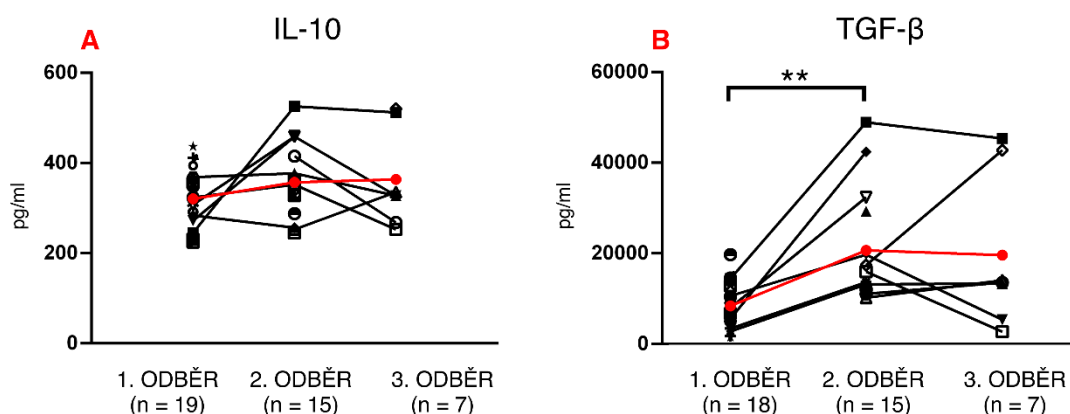 A
IL-10
600
400
200
0
pg/ml
1. ODBĚR
(n = 19)
2. ODBĚR
(n = 15)
3. ODBĚR
(n = 7)
B
TGF-β
60000
40000
20000
0
pg/ml
**
1. ODBĚR
(n = 18)
2. ODBĚR
(n = 15)
3. ODBĚR
(n = 7)